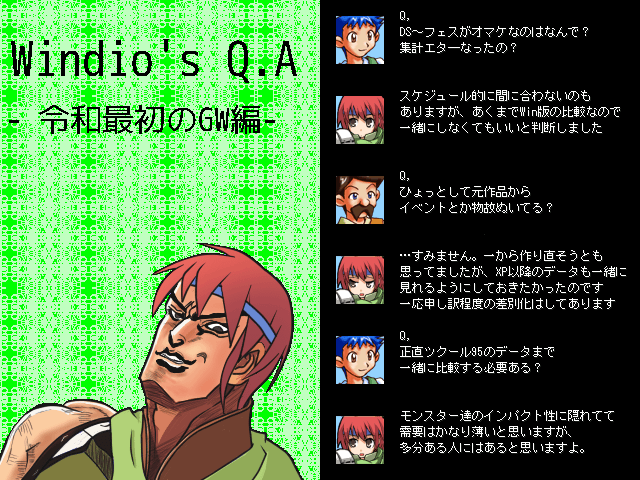 Windio's Q.A
- 令和最初のGW編-
Q,
DS～フェスがオマケなのはなんで？
集計エターなったの？
スケジュール的に間に合わないのも
ありますが、あくまでWin版の比較なので
一緒にしなくてもいいと判断しました
Q,
ひょっとして元作品から
イベントとか物故ぬいてる？
…すみません。一から作り直そうとも
思ってましたが、XP以降のデータも一緒に
見れるようにしておきたかったのです
一応申し訳程度の差別化はしてあります
Q,
正直ツクール95のデータまで
一緒に比較する必要ある？
モンスター達のインパクト性に隠れてて
需要はかなり薄いと思いますが、
多分ある人にはあると思いますよ。